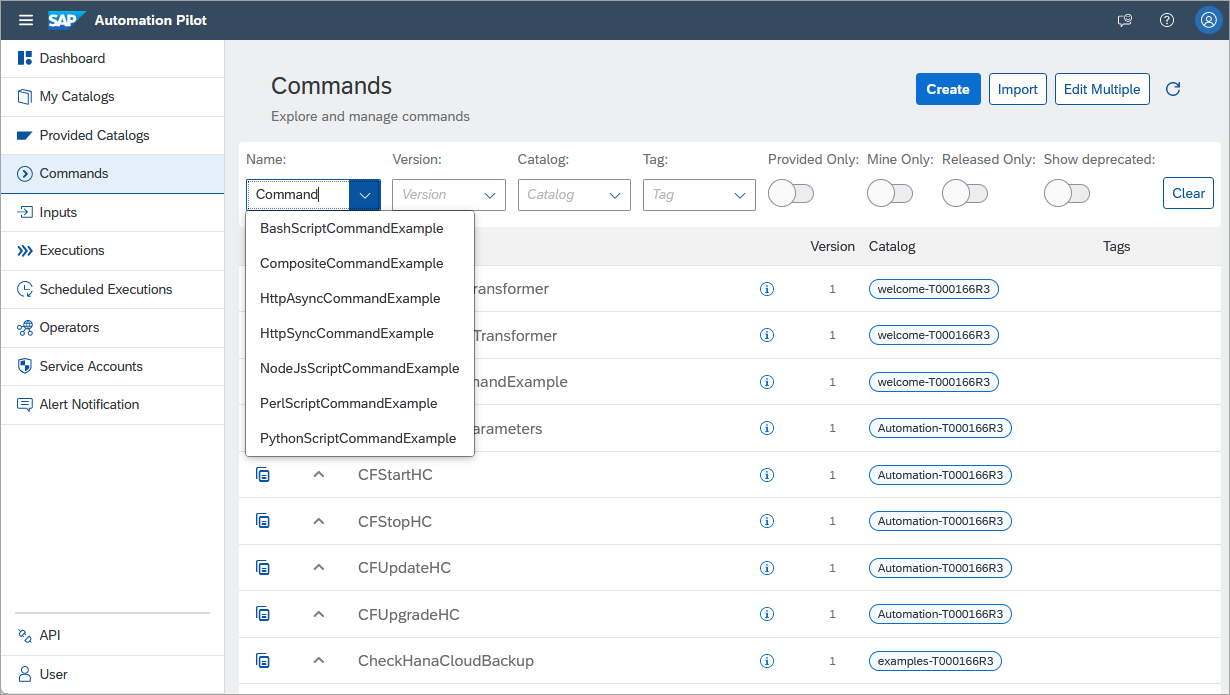 SAP Automation Pilot
Dashboard
My Catalogs
Provided Catalogs
Commands
Inputs
Executions
Scheduled Executions
Operators
Service Accounts
Alert Notification
API
User
Commands
Explore and manage commands
Create Import Edit Multiple
Name: Version: Catalog: Tag: Provided Only: Mine Only: Released Only: Show deprecated:
Command Version Catalog Tag Clear
BashScriptCommandExample
CompositeCommandExample
HttpAsyncCommandExample
HttpSyncCommandExample
NodeJsScriptCommandExample
PerlScriptCommandExample
PythonScriptCommandExample
Version Catalog Tags
ransformer 1 welcome-T000166R3
Transformer 1 welcome-T000166R3
mandExample 1 welcome-T000166R3
arameters 1 Automation-T000166R3
CFStartHC 1 Automation-T000166R3
CFStopHC 1 Automation-T000166R3
CFUpdateHC 1 Automation-T000166R3
CFUpgradeHC 1 Automation-T000166R3
CheckHanaCloudBackup 1 examples-T000166R3